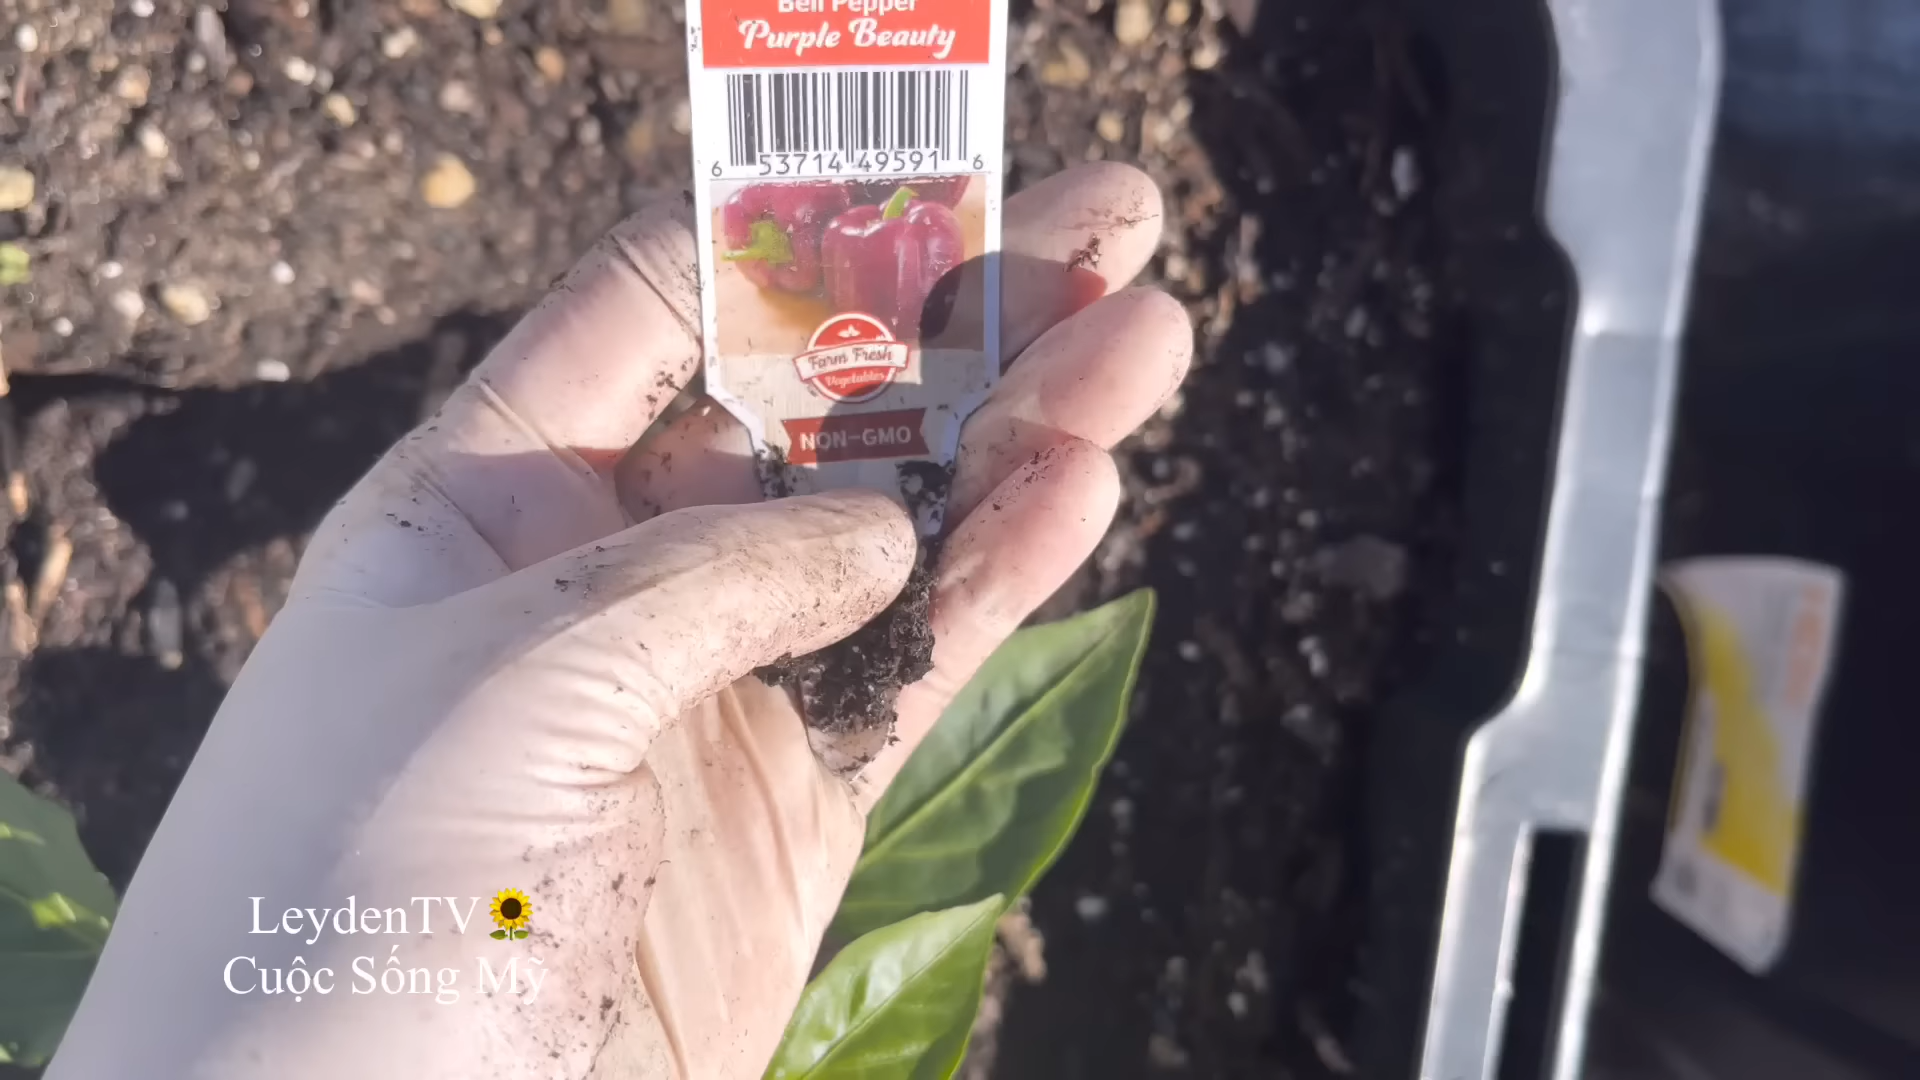 Bell Pepper
Purple Beauty
6 53714 49591 6
Farm Fresh
Vegetables
NON-GMO
LeydenTV🌻
Cuộc Sống Mỹ